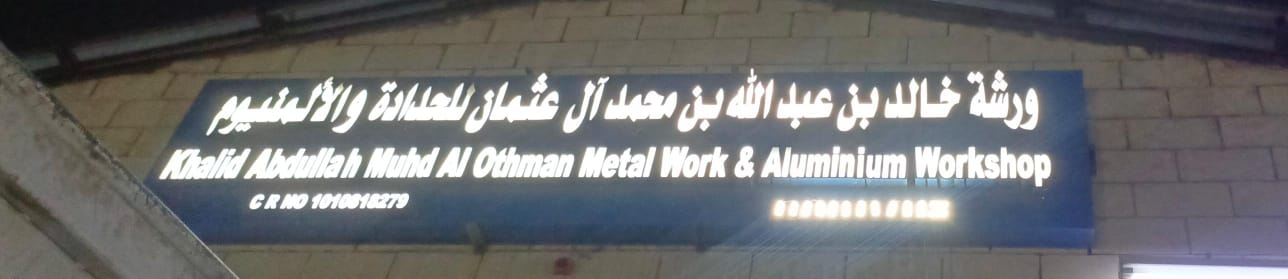 ورشة خالد بن عبد الله بن محمد آل عثمان للحدادة والألمنيوم
Khalid Abdullah Muhd Al Othman Metal Work & Aluminium Workshop
C R NO 1010618279